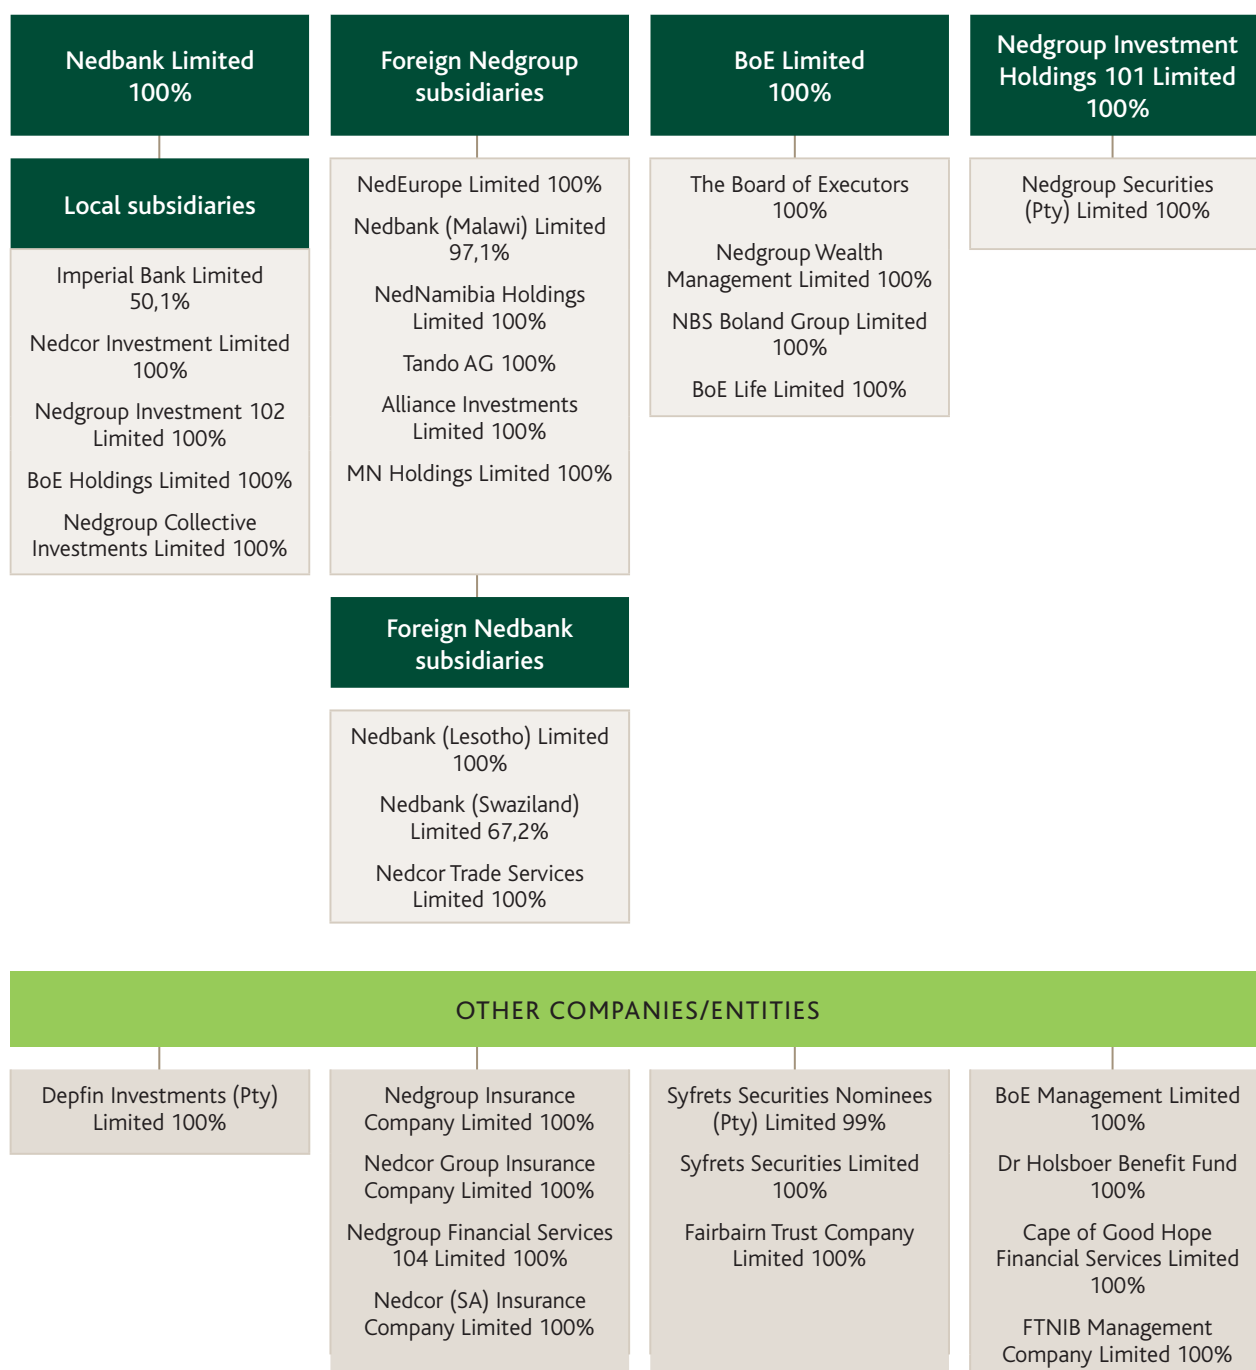 Nedbank Limited
100%
Local subsidiaries
Imperial Bank Limited
50,1%
Nedcor Investment Limited
100%
Nedgroup Investment 102
Limited 100%
BoE Holdings Limited 100%
Nedgroup Collective
Investments Limited 100%
Foreign Nedgroup
subsidiaries
NedEurope Limited 100%
Nedbank (Malawi) Limited
97,1%
NedNamibia Holdings
Limited 100%
Tando AG 100%
Alliance Investments
Limited 100%
MN Holdings Limited 100%
Foreign Nedbank
subsidiaries
Nedbank (Lesotho) Limited
100%
Nedbank (Swaziland)
Limited 67,2%
Nedcor Trade Services
Limited 100%
BoE Limited
100%
The Board of Executors
100%
Nedgroup Wealth
Management Limited 100%
NBS Boland Group Limited
100%
BoE Life Limited 100%
Nedgroup Investment
Holdings 101 Limited
100%
Nedgroup Securities
(Pty) Limited 100%
OTHER COMPANIES/ENTITIES
Depfin Investments (Pty)
Limited 100%
Nedgroup Insurance
Company Limited 100%
Nedcor Group Insurance
Company Limited 100%
Nedgroup Financial Services
104 Limited 100%
Nedcor (SA) Insurance
Company Limited 100%
Syfrets Securities Nominees
(Pty) Limited 99%
Syfrets Securities Limited
100%
Fairbairn Trust Company
Limited 100%
BoE Management Limited
100%
Dr Holsboer Benefit Fund
100%
Cape of Good Hope
Financial Services Limited
100%
FTNIB Management
Company Limited 100%